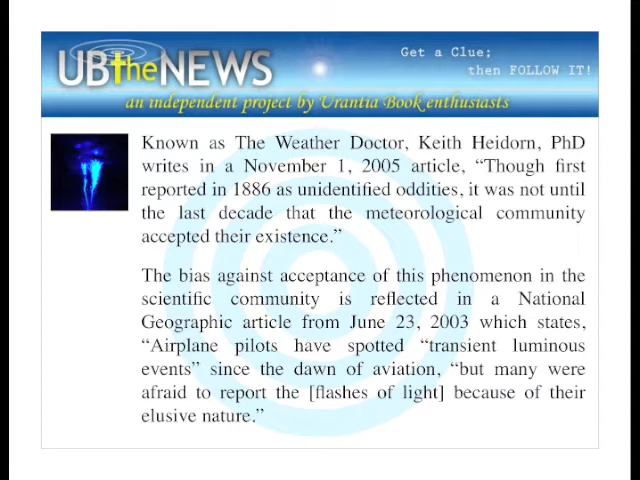 UBtheNEWS
Get a Clue;
then FOLLOW IT!
an independent project by Urantia Book enthusiasts
Known as The Weather Doctor, Keith Heidorn, PhD
writes in a November 1, 2005 article, “Though first
reported in 1886 as unidentified oddities, it was not until
the last decade that the meteorological community
accepted their existence.”
The bias against acceptance of this phenomenon in the
scientific community is reflected in a National
Geographic article from June 23, 2003 which states,
“Airplane pilots have spotted “transient luminous
events” since the dawn of aviation, “but many were
afraid to report the [flashes of light] because of their
elusive nature.”